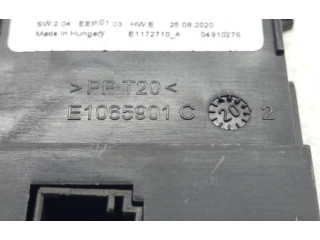 SW:2.04 EEP:01.03 HW:E 25.08.2020
Made in Hungary E1172710_A 04910276
>PP-T20<
E1065901 C 20 2